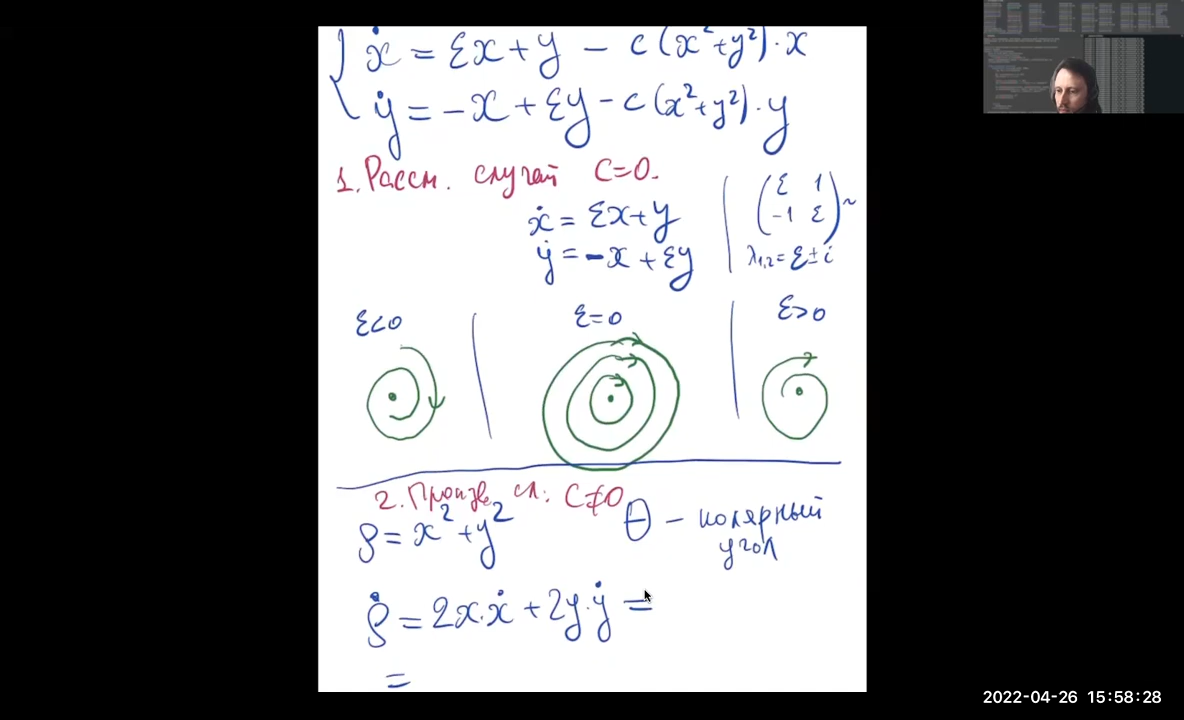 ẋ = εx + y − c(x²+y²)·x
ẏ = −x + εy − c(x²+y²)·y
1. Рассм. случай C=0.
ẋ = εx+y
ẏ = −x + εy
ε 1
-1 ε ~
λ₁,₂ = ε ± i
ε<0
ε=0
ε>0
2. Произв. сл: C≠0
ρ = x² + y²
θ – полярный
угол
ρ̇ = 2x·ẋ + 2y·ẏ =
=
2022-04-26 15:58:28